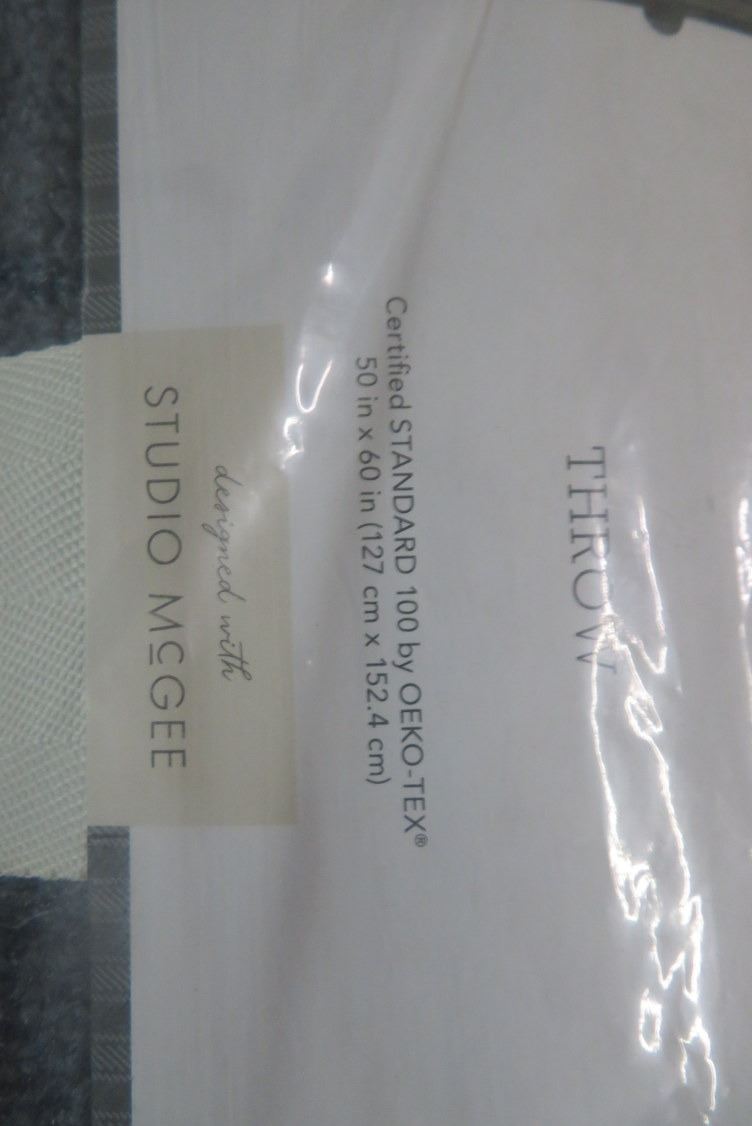 THROW
Certified STANDARD 100 by OEKO-TEX®
50 in x 60 in (127 cm x 152.4 cm)
designed with
STUDIO MCGEE